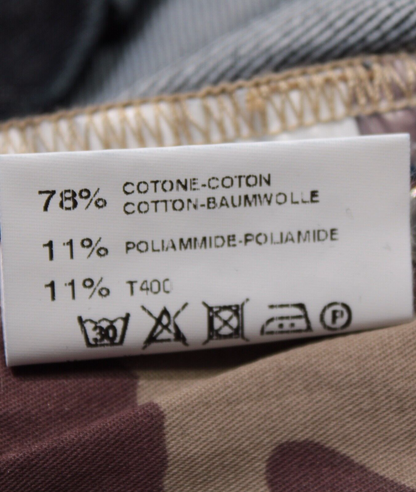 78% COTONE-COTON
COTTON-BAUMWOLLE
11% POLIAMMIDE-POLIAMIDE
11% T400
30 P